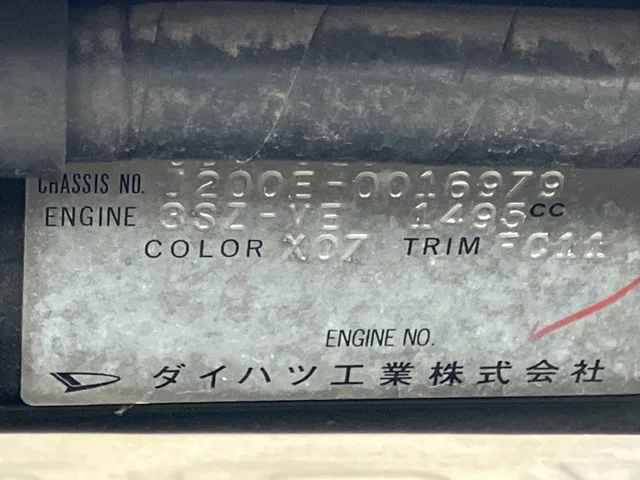 CHASSIS NO. J200E-0016979
ENGINE 3SZ-VE 1495CC
COLOR X07 TRIM FC11
ENGINE NO.
ダイハツ工業株式会社